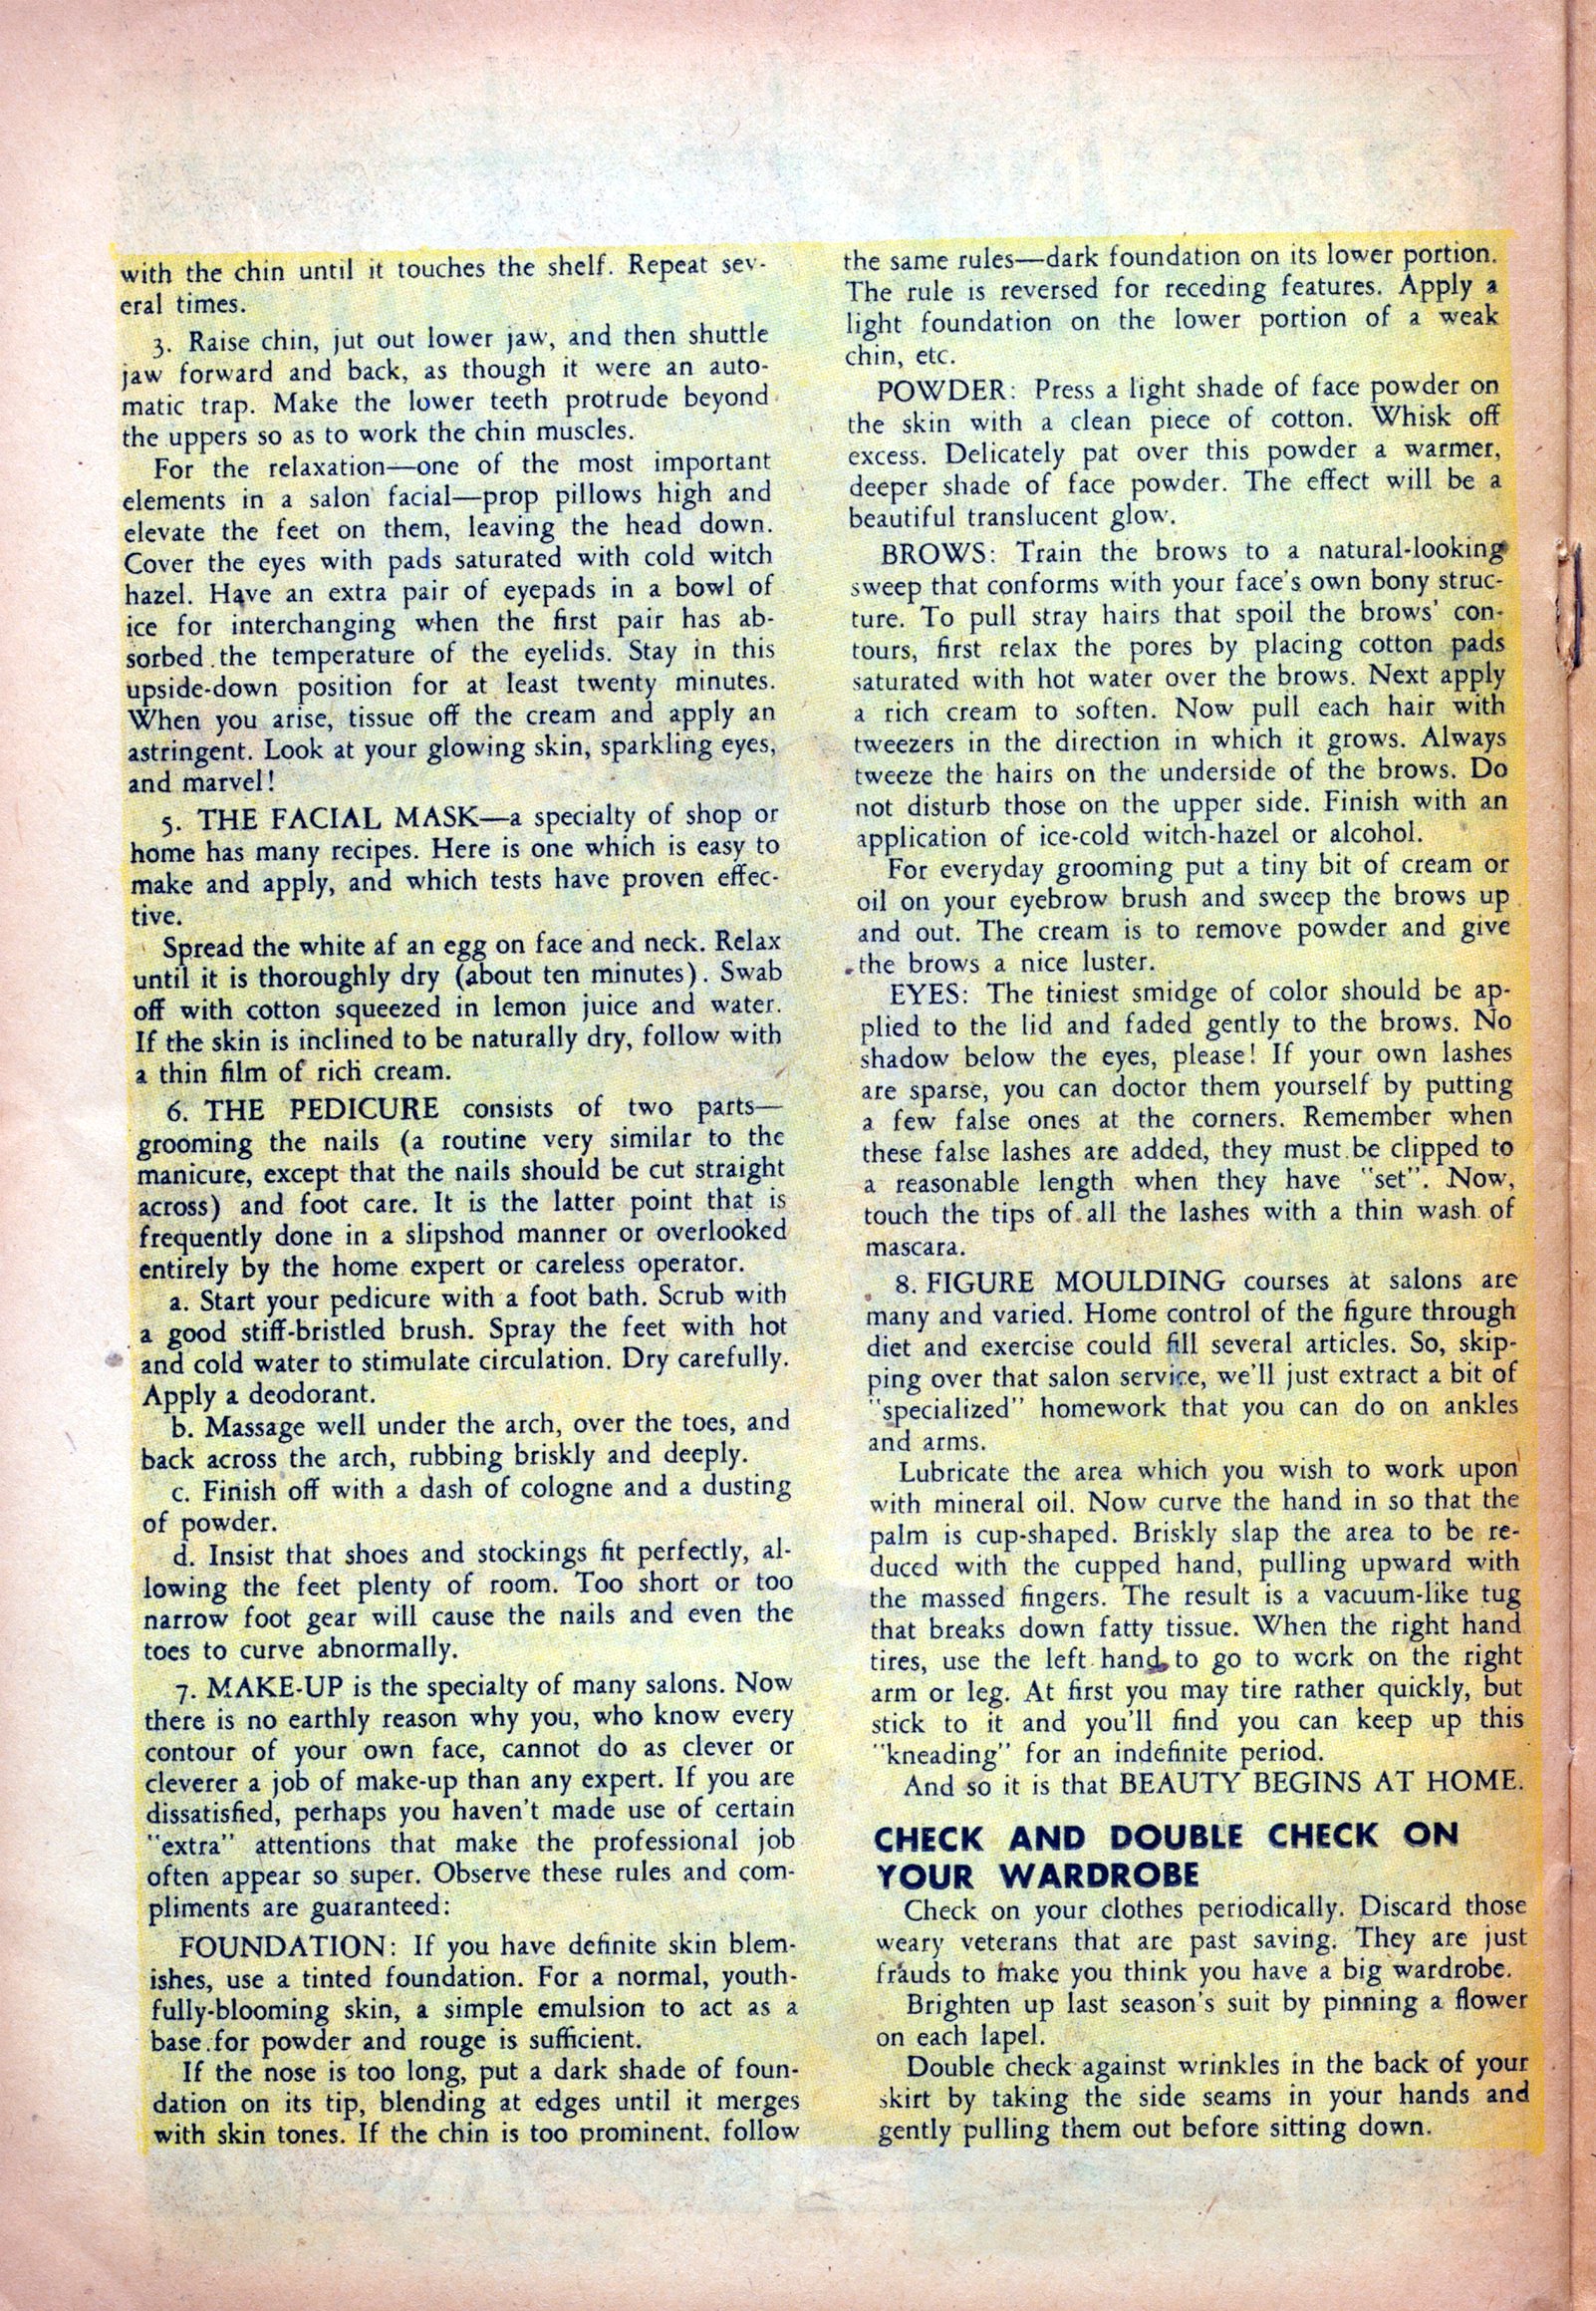 with the chin until it touches the shelf. Repeat sev-
eral times.
3. Raise chin, jut out lower jaw, and then shuttle
jaw forward and back, as though it were an auto-
matic trap. Make the lower teeth protrude beyond
the uppers so as to work the chin muscles.
For the relaxation—one of the most important
elements in a salon facial—prop pillows high and
elevate the feet on them, leaving the head down.
Cover the eyes with pads saturated with cold witch
hazel. Have an extra pair of eyepads in a bowl of
ice for interchanging when the first pair has ab-
sorbed the temperature of the eyelids. Stay in this
upside-down position for at least twenty minutes.
When you arise, tissue off the cream and apply an
astringent. Look at your glowing skin, sparkling eyes,
and marvel!
5. THE FACIAL MASK—a specialty of shop or
home has many recipes. Here is one which is easy to
make and apply, and which tests have proven effec-
tive.
Spread the white af an egg on face and neck. Relax
until it is thoroughly dry (about ten minutes). Swab
off with cotton squeezed in lemon juice and water.
If the skin is inclined to be naturally dry, follow with
a thin film of rich cream.
6. THE PEDICURE consists of two parts—
grooming the nails (a routine very similar to the
manicure, except that the nails should be cut straight
across) and foot care. It is the latter point that is
frequently done in a slipshod manner or overlooked
entirely by the home expert or careless operator.
a. Start your pedicure with a foot bath. Scrub with
a good stiff-bristled brush. Spray the feet with hot
and cold water to stimulate circulation. Dry carefully.
Apply a deodorant.
b. Massage well under the arch, over the toes, and
back across the arch, rubbing briskly and deeply.
c. Finish off with a dash of cologne and a dusting
of powder.
d. Insist that shoes and stockings fit perfectly, al-
lowing the feet plenty of room. Too short or too
narrow foot gear will cause the nails and even the
toes to curve abnormally.
7. MAKE-UP is the specialty of many salons. Now
there is no earthly reason why you, who know every
contour of your own face, cannot do as clever or
cleverer a job of make-up than any expert. If you are
dissatisfied, perhaps you haven't made use of certain
"extra" attentions that make the professional job
often appear so super. Observe these rules and com-
pliments are guaranteed:
FOUNDATION: If you have definite skin blem-
ishes, use a tinted foundation. For a normal, youth-
fully-blooming skin, a simple emulsion to act as a
base for powder and rouge is sufficient.
If the nose is too long, put a dark shade of foun-
dation on its tip, blending at edges until it merges
with skin tones. If the chin is too prominent, follow
the same rules—dark foundation on its lower portion.
The rule is reversed for receding features. Apply a
light foundation on the lower portion of a weak
chin, etc.
POWDER: Press a light shade of face powder on
the skin with a clean piece of cotton. Whisk off
excess. Delicately pat over this powder a warmer,
deeper shade of face powder. The effect will be a
beautiful translucent glow.
BROWS: Train the brows to a natural-looking
sweep that conforms with your face's own bony struc-
ture. To pull stray hairs that spoil the brows' con-
tours, first relax the pores by placing cotton pads
saturated with hot water over the brows. Next apply
a rich cream to soften. Now pull each hair with
tweezers in the direction in which it grows. Always
tweeze the hairs on the underside of the brows. Do
not disturb those on the upper side. Finish with an
application of ice-cold witch-hazel or alcohol.
For everyday grooming put a tiny bit of cream or
oil on your eyebrow brush and sweep the brows up
and out. The cream is to remove powder and give
the brows a nice luster.
EYES: The tiniest smidge of color should be ap-
plied to the lid and faded gently to the brows. No
shadow below the eyes, please! If your own lashes
are sparse, you can doctor them yourself by putting
a few false ones at the corners. Remember when
these false lashes are added, they must be clipped to
a reasonable length when they have "set". Now,
touch the tips of all the lashes with a thin wash of
mascara.
8. FIGURE MOULDING courses at salons are
many and varied. Home control of the figure through
diet and exercise could fill several articles. So, skip-
ping over that salon service, we'll just extract a bit of
"specialized" homework that you can do on ankles
and arms.
Lubricate the area which you wish to work upon
with mineral oil. Now curve the hand in so that the
palm is cup-shaped. Briskly slap the area to be re-
duced with the cupped hand, pulling upward with
the massed fingers. The result is a vacuum-like tug
that breaks down fatty tissue. When the right hand
tires, use the left hand to go to work on the right
arm or leg. At first you may tire rather quickly, but
stick to it and you'll find you can keep up this
"kneading" for an indefinite period.
And so it is that BEAUTY BEGINS AT HOME.
CHECK AND DOUBLE CHECK ON
YOUR WARDROBE
Check on your clothes periodically. Discard those
weary veterans that are past saving. They are just
frauds to make you think you have a big wardrobe.
Brighten up last season's suit by pinning a flower
on each lapel.
Double check against wrinkles in the back of your
skirt by taking the side seams in your hands and
gently pulling them out before sitting down.